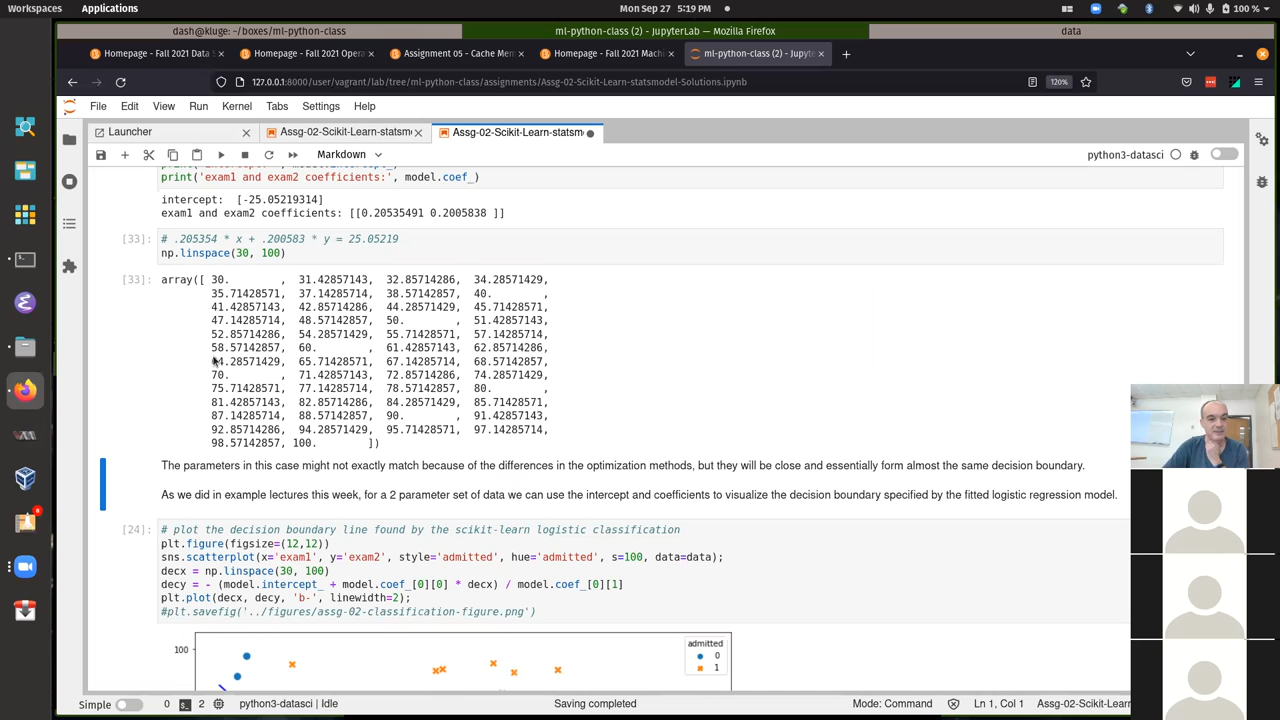 Workspaces Applications Mon Sep 27 5:19 PM 100 %
dash@kluge: ~/boxes/ml-python-class ml-python-class (2) - JupyterLab — Mozilla Firefox data
Homepage - Fall 2021 Data S Homepage - Fall 2021 Opera Assignment 05 - Cache Mem Homepage - Fall 2021 Machi ml-python-class (2) - Jupyte
127.0.0.1:8000/user/vagrant/lab/tree/ml-python-class/assignments/Assg-02-Scikit-Learn-statsmodel-Solutions.ipynb 120%
File Edit View Run Kernel Tabs Settings Help
Launcher Assg-02-Scikit-Learn-statsm Assg-02-Scikit-Learn-statsm
Markdown python3-datasci
print('exam1 and exam2 coefficients:', model.coef_)
intercept: [-25.05219314]
exam1 and exam2 coefficients: [[0.20535491 0.2005838 ]]
[33]: # .205354 * x + .200583 * y = 25.05219
np.linspace(30, 100)
[33]: array([ 30. , 31.42857143, 32.85714286, 34.28571429,
35.71428571, 37.14285714, 38.57142857, 40. ,
41.42857143, 42.85714286, 44.28571429, 45.71428571,
47.14285714, 48.57142857, 50. , 51.42857143,
52.85714286, 54.28571429, 55.71428571, 57.14285714,
58.57142857, 60. , 61.42857143, 62.85714286,
64.28571429, 65.71428571, 67.14285714, 68.57142857,
70. , 71.42857143, 72.85714286, 74.28571429,
75.71428571, 77.14285714, 78.57142857, 80. ,
81.42857143, 82.85714286, 84.28571429, 85.71428571,
87.14285714, 88.57142857, 90. , 91.42857143,
92.85714286, 94.28571429, 95.71428571, 97.14285714,
98.57142857, 100. ])
The parameters in this case might not exactly match because of the differences in the optimization methods, but they will be close and essentially form almost the same decision boundary.
As we did in example lectures this week, for a 2 parameter set of data we can use the intercept and coefficients to visualize the decision boundary specified by the fitted logistic regression model.
[24]: # plot the decision boundary line found by the scikit-learn logistic classification
plt.figure(figsize=(12,12))
sns.scatterplot(x='exam1', y='exam2', style='admitted', hue='admitted', s=100, data=data);
decx = np.linspace(30, 100)
decy = - (model.intercept_ + model.coef_[0][0] * decx) / model.coef_[0][1]
plt.plot(decx, decy, 'b-', linewidth=2);
#plt.savefig('../figures/assg-02-classification-figure.png')
100
admitted
0
1
Simple 0 2 python3-datasci | Idle Saving completed Mode: Command Ln 1, Col 1 Assg-02-Scikit-Learn-